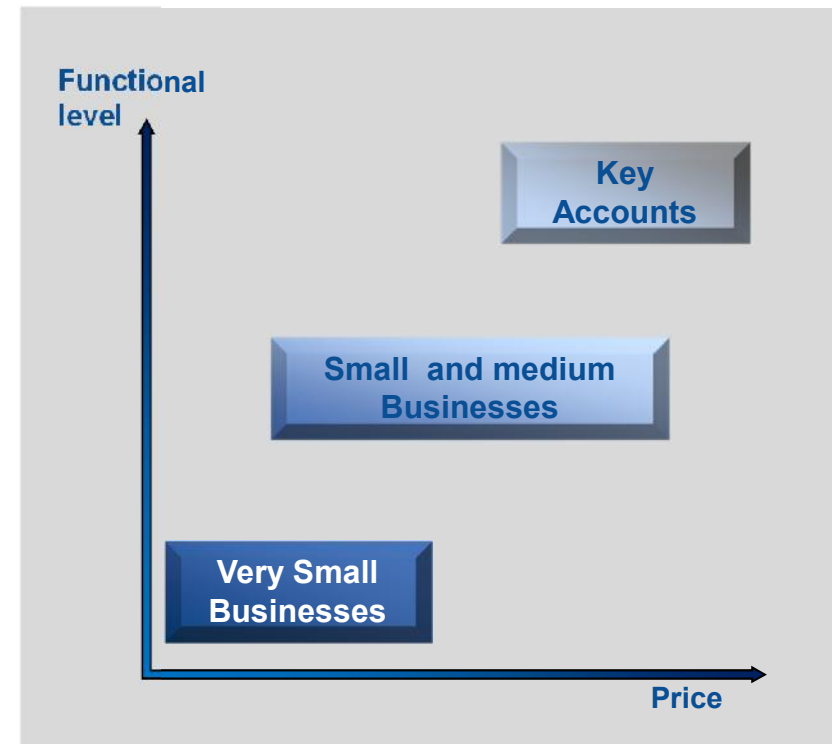 Functional
level
Key
Accounts
Small and medium
Businesses
Very Small
Businesses
Price